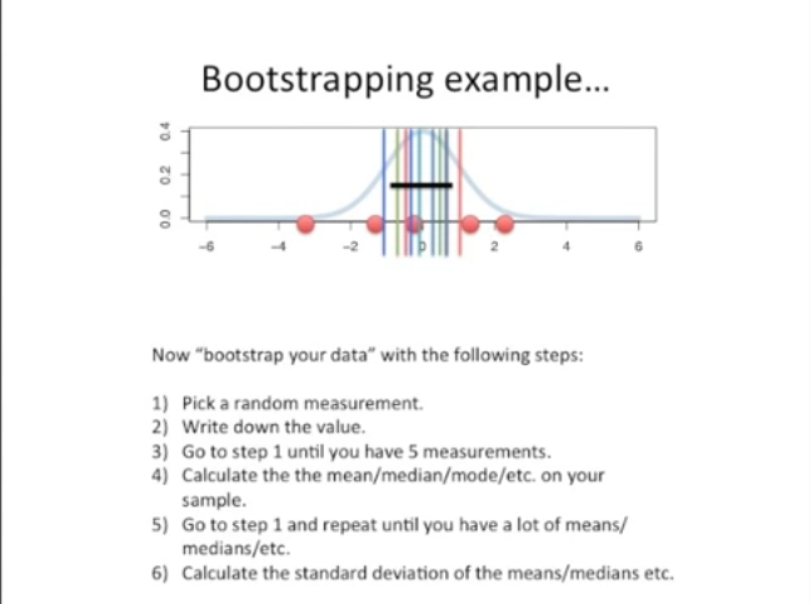 Bootstrapping example...
0.4
0.2
0.0
-6 -4 -2 0 2 4 6
Now “bootstrap your data” with the following steps:
1) Pick a random measurement.
2) Write down the value.
3) Go to step 1 until you have 5 measurements.
4) Calculate the the mean/median/mode/etc. on your
sample.
5) Go to step 1 and repeat until you have a lot of means/
medians/etc.
6) Calculate the standard deviation of the means/medians etc.